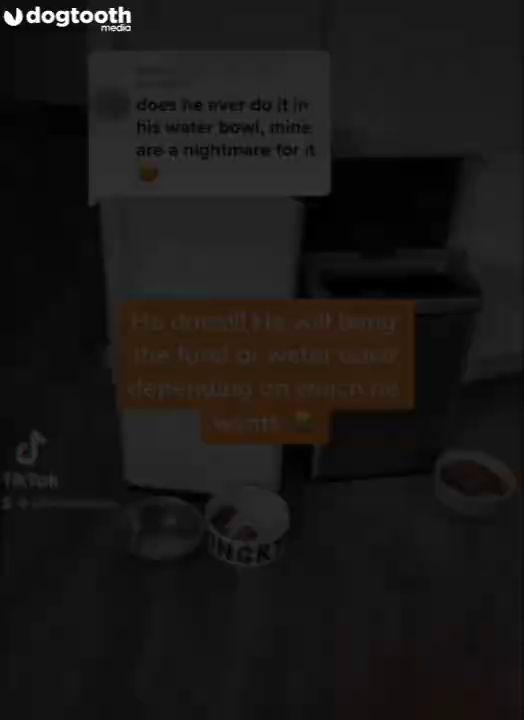 dogtooth
media
does he ever do it in
his water bowl, mine
are a nightmare for it
He does!!! He will bring
the food or water bowl
depending on which he
wants
TikTok